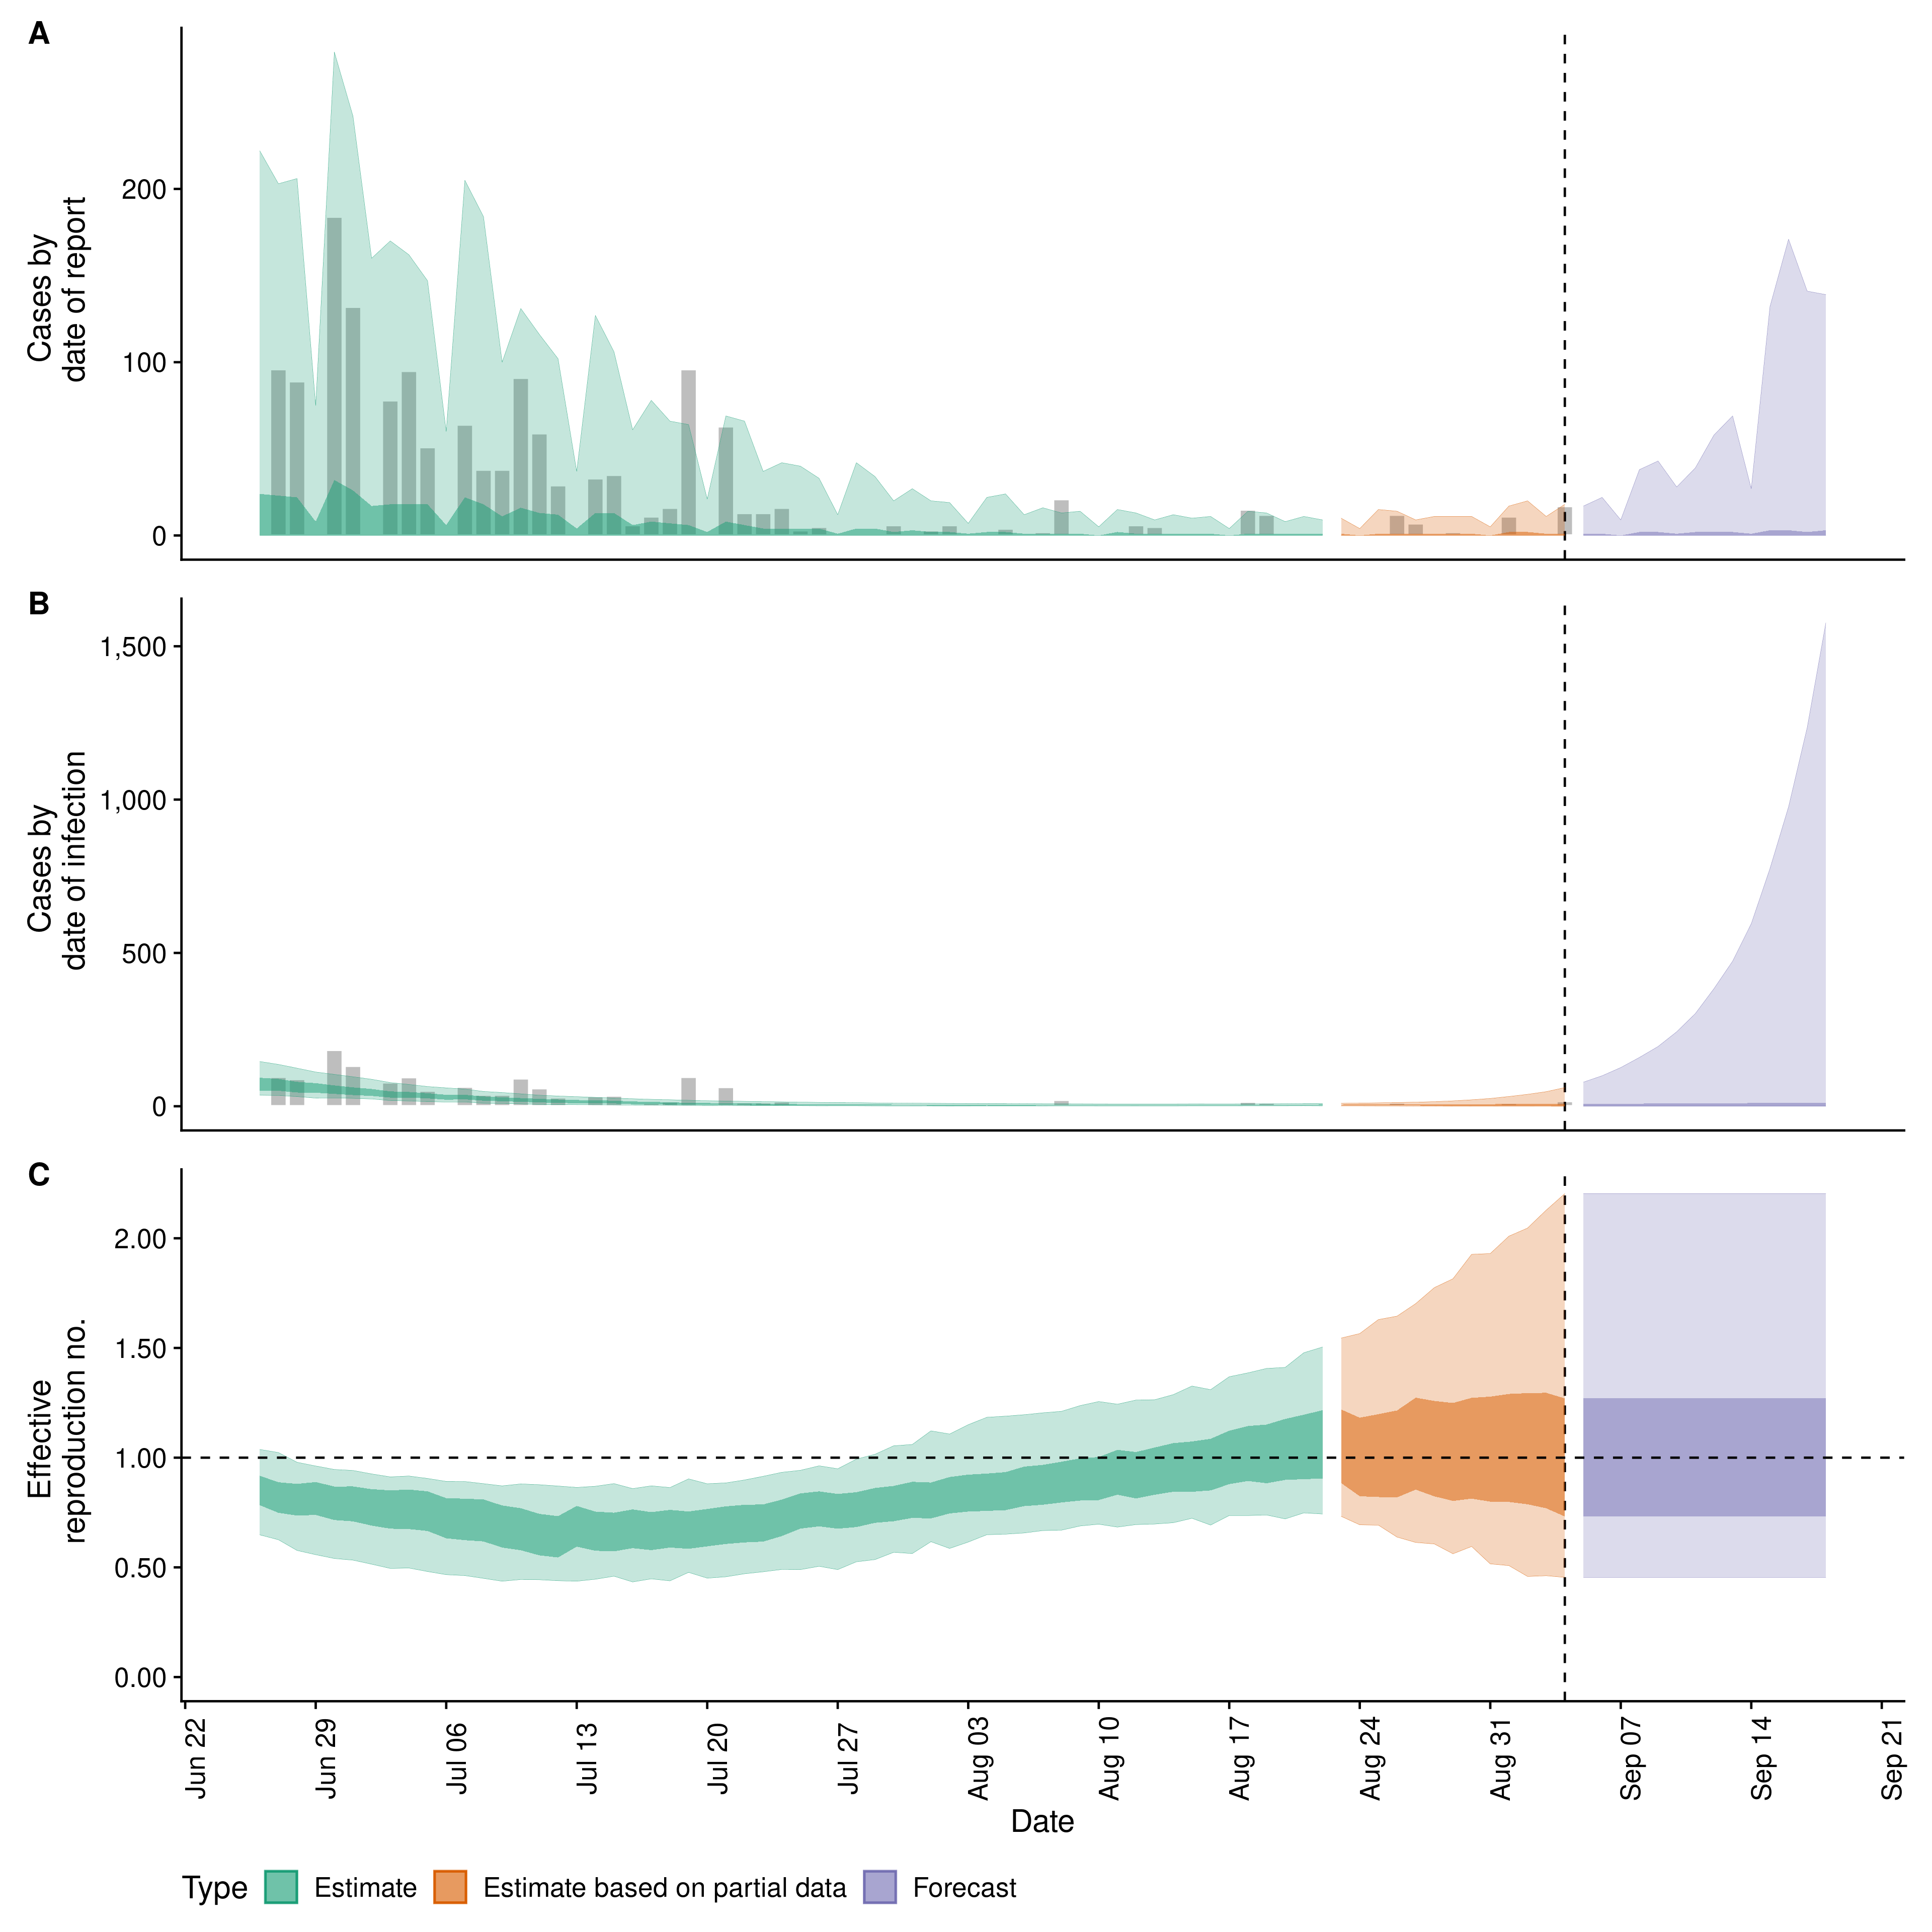 A
Cases by
date of report
200
100
0
B
Cases by
date of infection
1,500
1,000
500
0
C
Effective
reproduction no.
2.00
1.50
1.00
0.50
0.00
Jun 22
Jun 29
Jul 06
Jul 13
Jul 20
Jul 27
Aug 03
Aug 10
Aug 17
Aug 24
Aug 31
Sep 07
Sep 14
Sep 21
Date
Type Estimate Estimate based on partial data Forecast